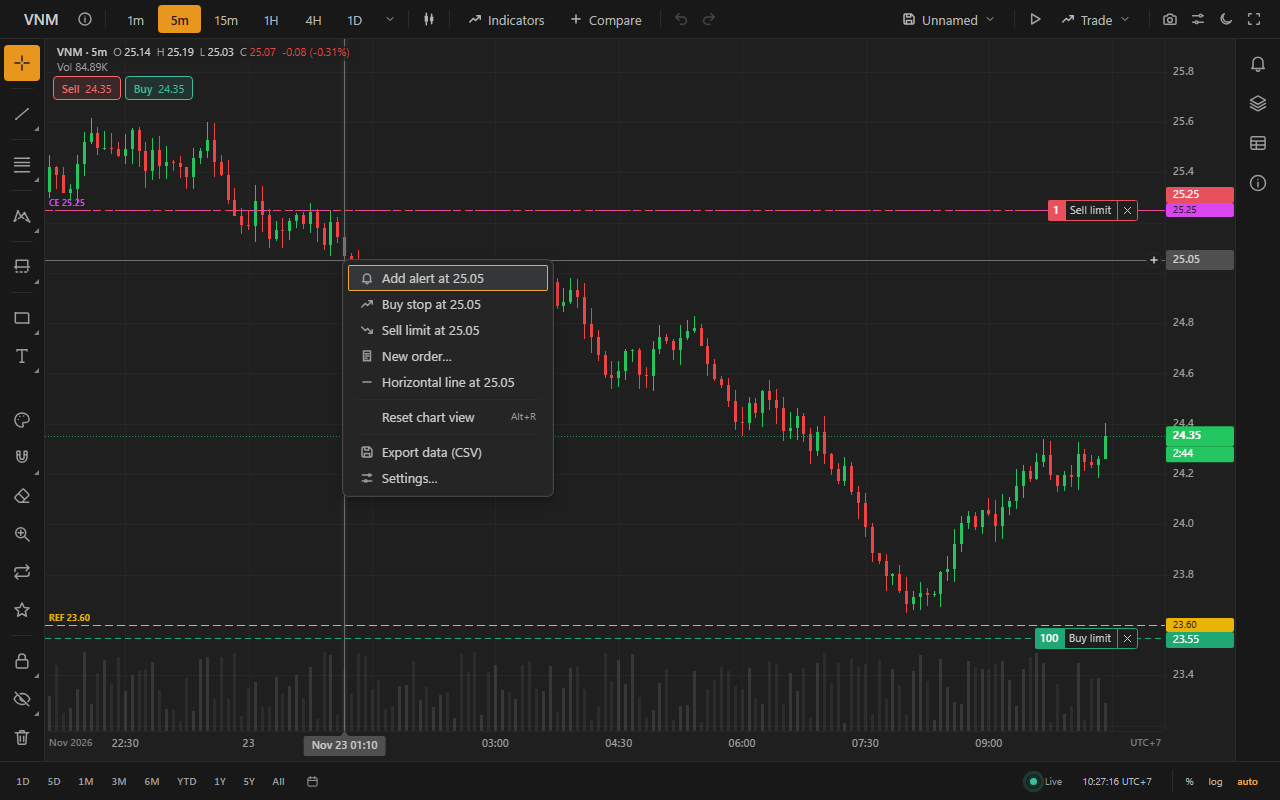 VNM 1m 5m 15m 1H 4H 1D Indicators Compare Unnamed Trade
VNM · 5m O 25.14 H 25.19 L 25.03 C 25.07 -0.08 (-0.31%)
Vol 84.89K
Sell 24.35 Buy 24.35
25.8
25.6
25.4
25.25
CE 25.25
1 Sell limit
25.25
25.05
Add alert at 25.05
Buy stop at 25.05
Sell limit at 25.05
New order...
Horizontal line at 25.05
Reset chart view Alt+R
Export data (CSV)
Settings...
24.8
24.6
24.4
24.35
2:44
24.2
24.0
23.8
REF 23.60
23.60
100 Buy limit
23.55
23.4
Nov 2026 22:30 23 Nov 23 01:10 03:00 04:30 06:00 07:30 09:00 UTC+7
1D 5D 1M 3M 6M YTD 1Y 5Y All Live 10:27:16 UTC+7 % log auto